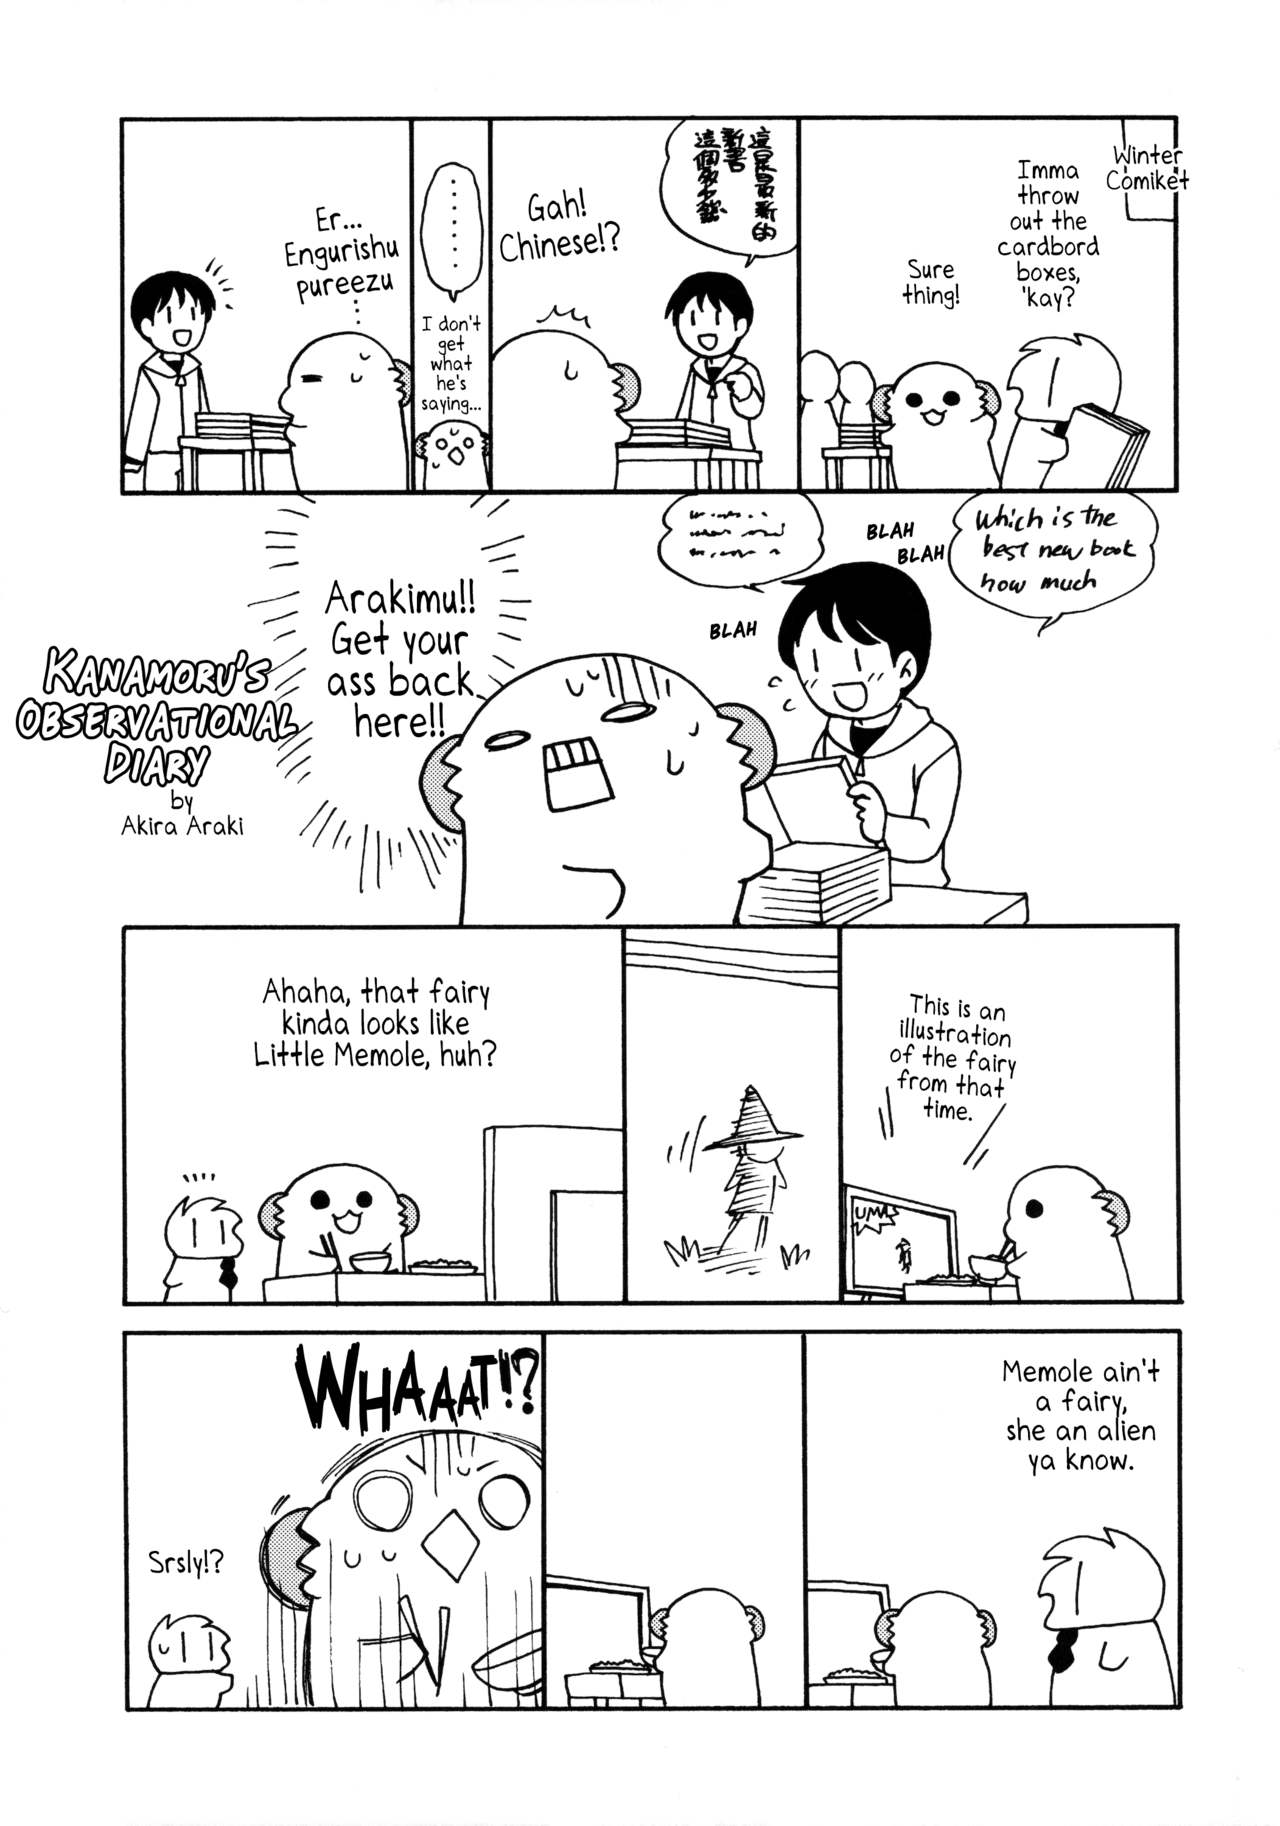 Winter
Comiket
Imma
throw
out the
cardbord
boxes,
'kay?
Sure
thing!
這是最新的
新書
這個多少錢
Gah!
Chinese!?
.......
I don't
get
what
he's
saying...
Er...
Engurishu
pureezu
...
Which is the
best new book
how much
BLAH
BLAH
BLAH
Arakimu!!
Get your
ass back
here!!
KANAMORU'S
OBSERVATIONAL
DIARY
by
Akira Araki
This is an
illustration
of the fairy
from that
time.
UMA
Ahaha, that fairy
kinda looks like
Little Memole, huh?
Memole ain't
a fairy,
she an alien
ya know.
WHAAAT!!?
Srsly!?